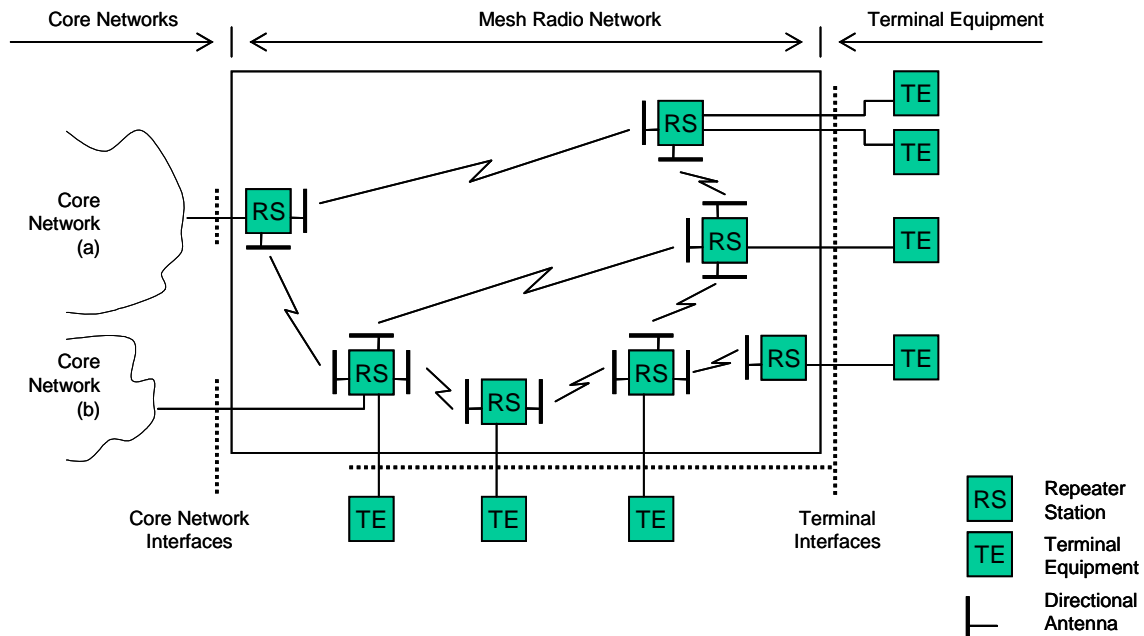 Core Networks
Mesh Radio Network
Terminal Equipment
TE
RS
TE
Core
Network
(a)
RS
RS
TE
Core
Network
(b)
RS
RS
RS
RS
TE
TE
TE
TE
Core Network
Interfaces
Terminal
Interfaces
RS
Repeater
Station
TE
Terminal
Equipment
Directional
Antenna